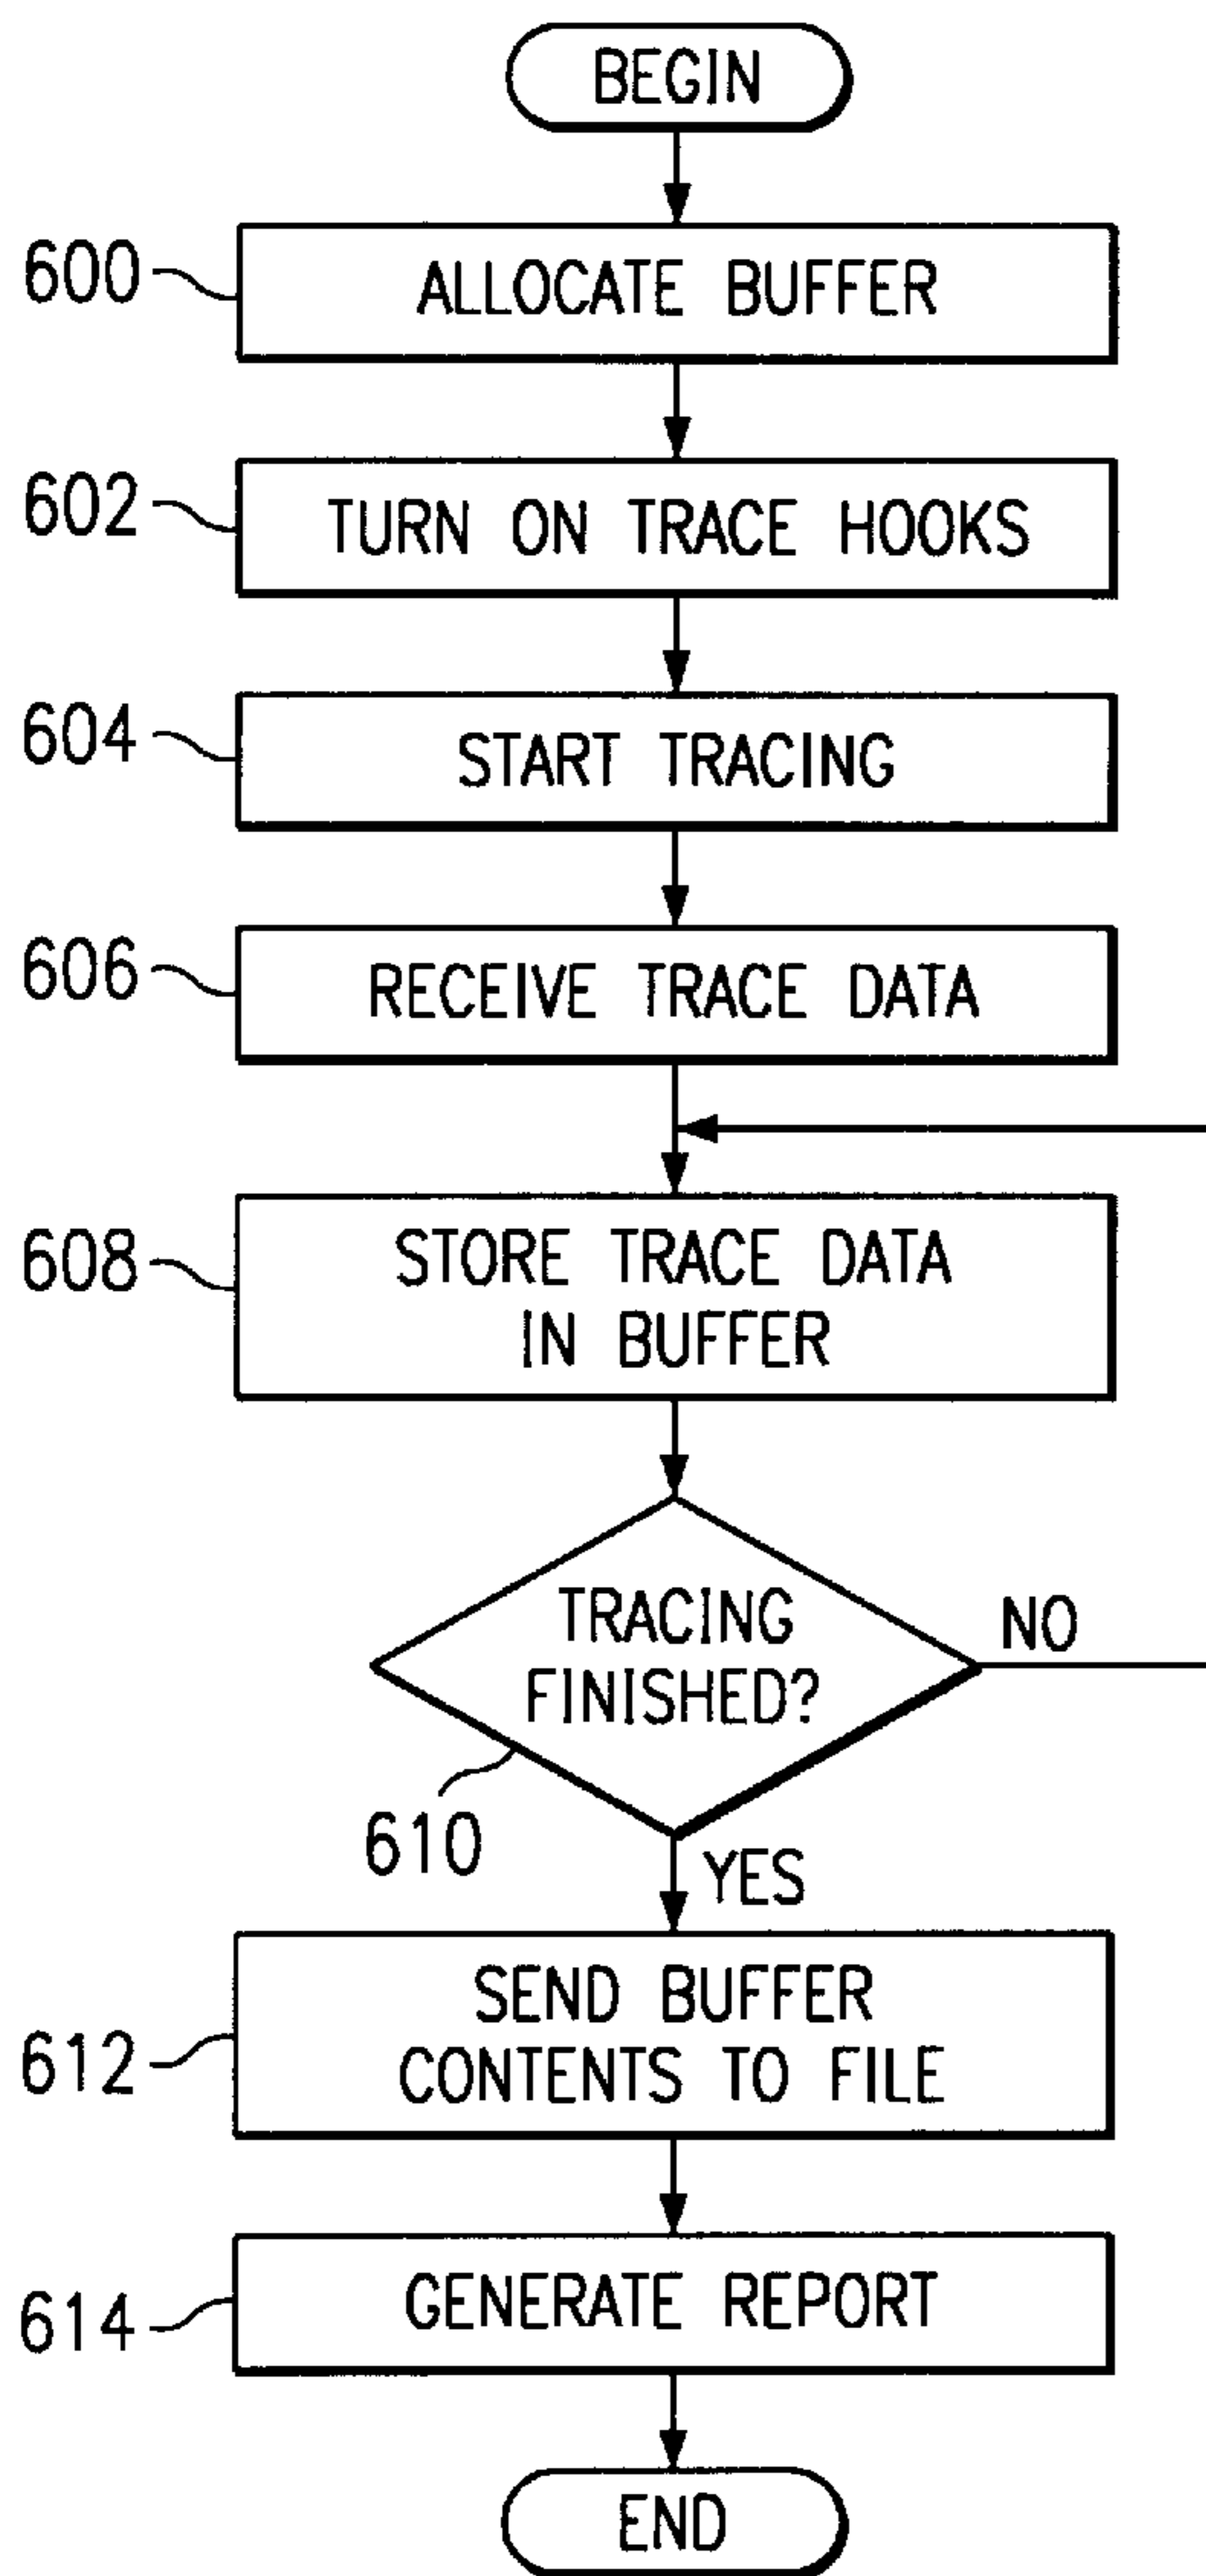 BEGIN
600
ALLOCATE BUFFER
602
TURN ON TRACE HOOKS
604
START TRACING
606
RECEIVE TRACE DATA
608
STORE TRACE DATA
IN BUFFER
TRACING
FINISHED?
NO
610
YES
612
SEND BUFFER
CONTENTS TO FILE
614
GENERATE REPORT
END